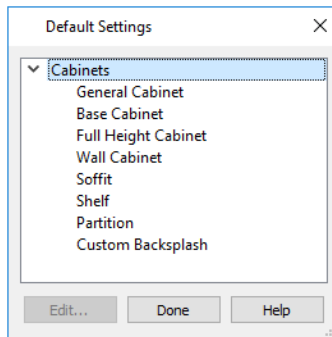 Default Settings
Cabinets
General Cabinet
Base Cabinet
Full Height Cabinet
Wall Cabinet
Soffit
Shelf
Partition
Custom Backsplash
Edit... Done Help